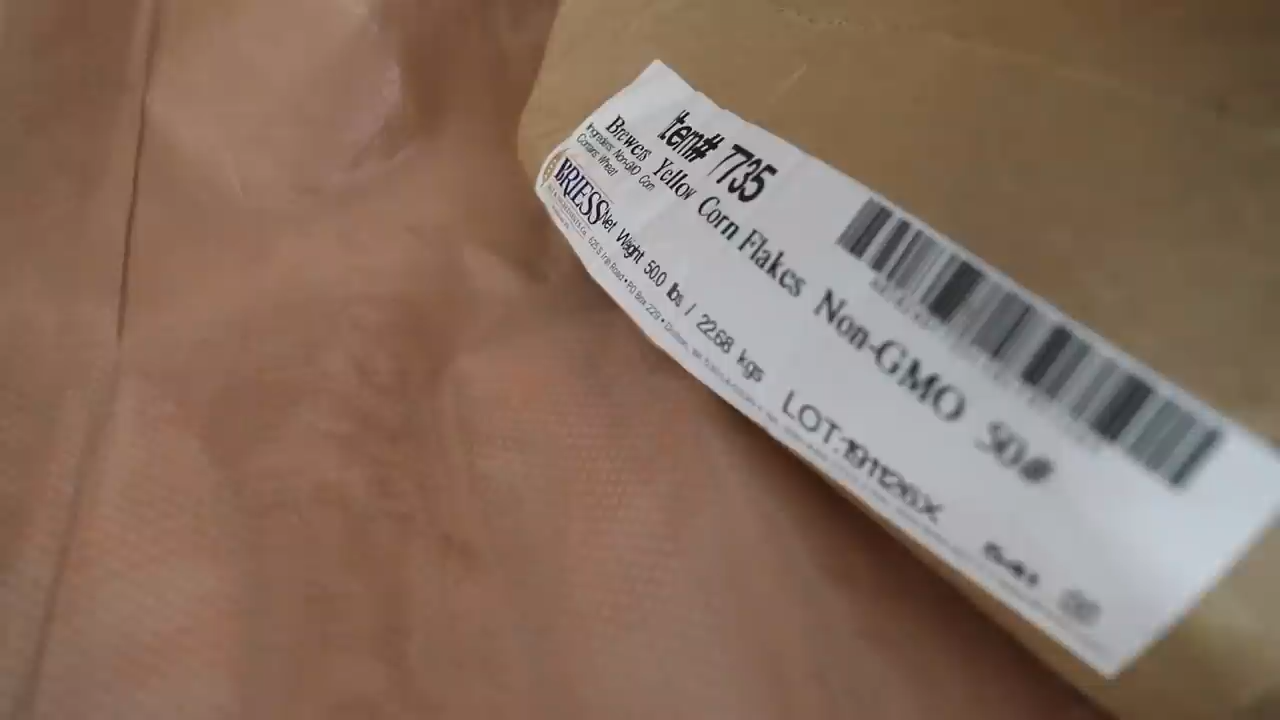 Item# 7735
Brewers Yellow Corn Flakes Non-GMO 50#
Ingredients: Non-GMO Corn
Contains: Wheat
BRIESS
Net Weight 50.0 lbs / 22.68 kgs
LOT:191126X